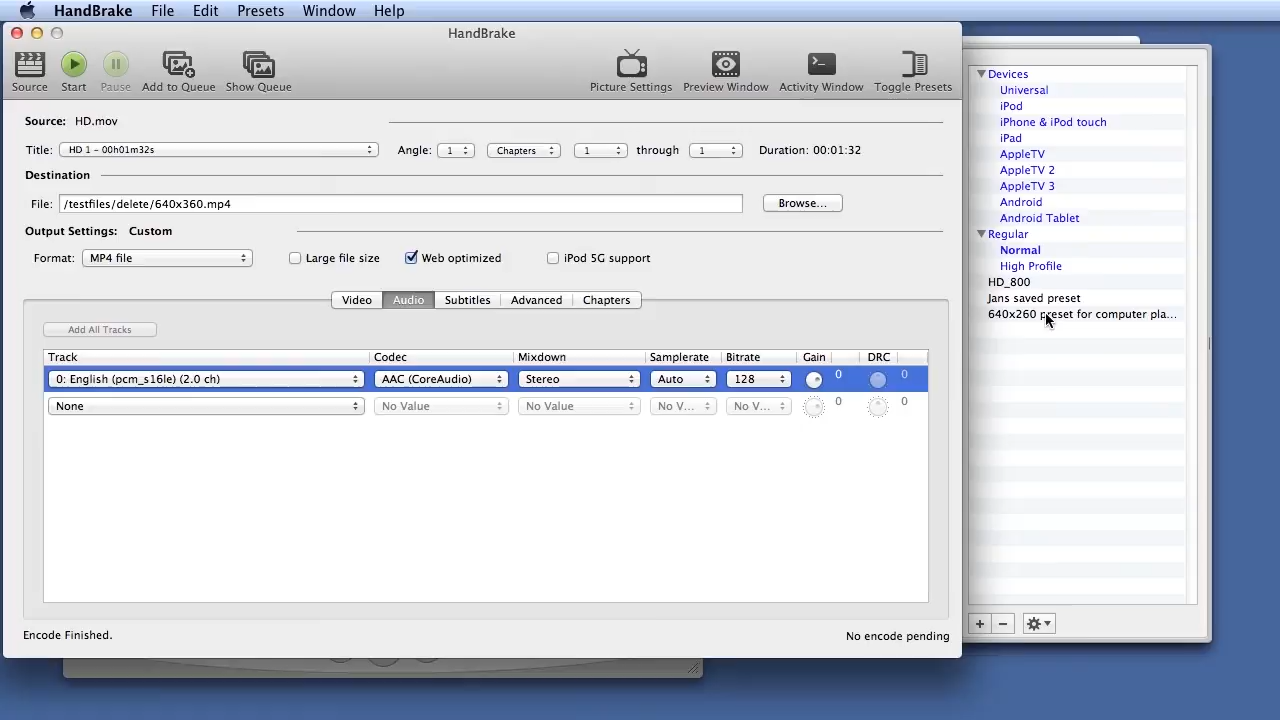 HandBrake File Edit Presets Window Help
HandBrake
Source Start Pause Add to Queue Show Queue Picture Settings Preview Window Activity Window Toggle Presets
Source: HD.mov
Title: HD 1 – 00h01m32s Angle: 1 Chapters 1 through 1 Duration: 00:01:32
Destination
File: /testfiles/delete/640x360.mp4 Browse...
Output Settings: Custom
Format: MP4 file Large file size Web optimized iPod 5G support
Video Audio Subtitles Advanced Chapters
Add All Tracks
Track Codec Mixdown Samplerate Bitrate Gain DRC
0: English (pcm_s16le) (2.0 ch) AAC (CoreAudio) Stereo Auto 128 0 0
None No Value No Value No V... No V... 0 0
Encode Finished. No encode pending
Devices
Universal
iPod
iPhone & iPod touch
iPad
AppleTV
AppleTV 2
AppleTV 3
Android
Android Tablet
Regular
Normal
High Profile
HD_800
Jans saved preset
640x260 preset for computer pla...